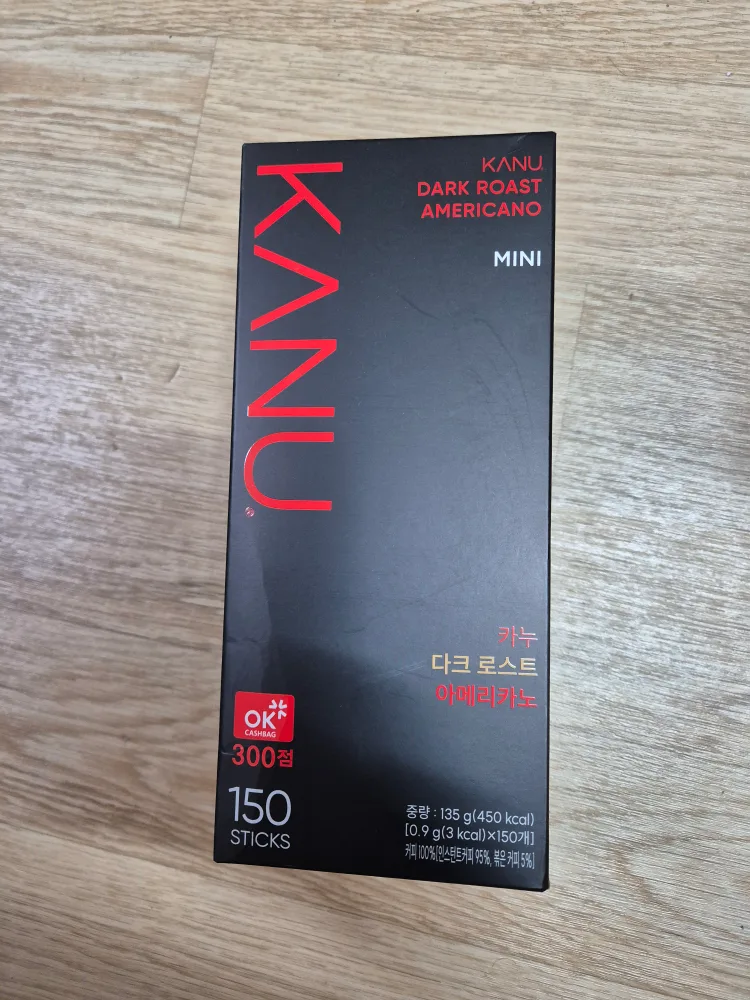 KANU
KANU
DARK ROAST
AMERICANO
MINI
카누
다크 로스트
아메리카노
OK
CASHBAG
300점
150
STICKS
중량 : 135 g(450 kcal)
[0.9 g(3 kcal)×150개]
커피 100%[인스턴트커피 95%, 볶은 커피 5%]